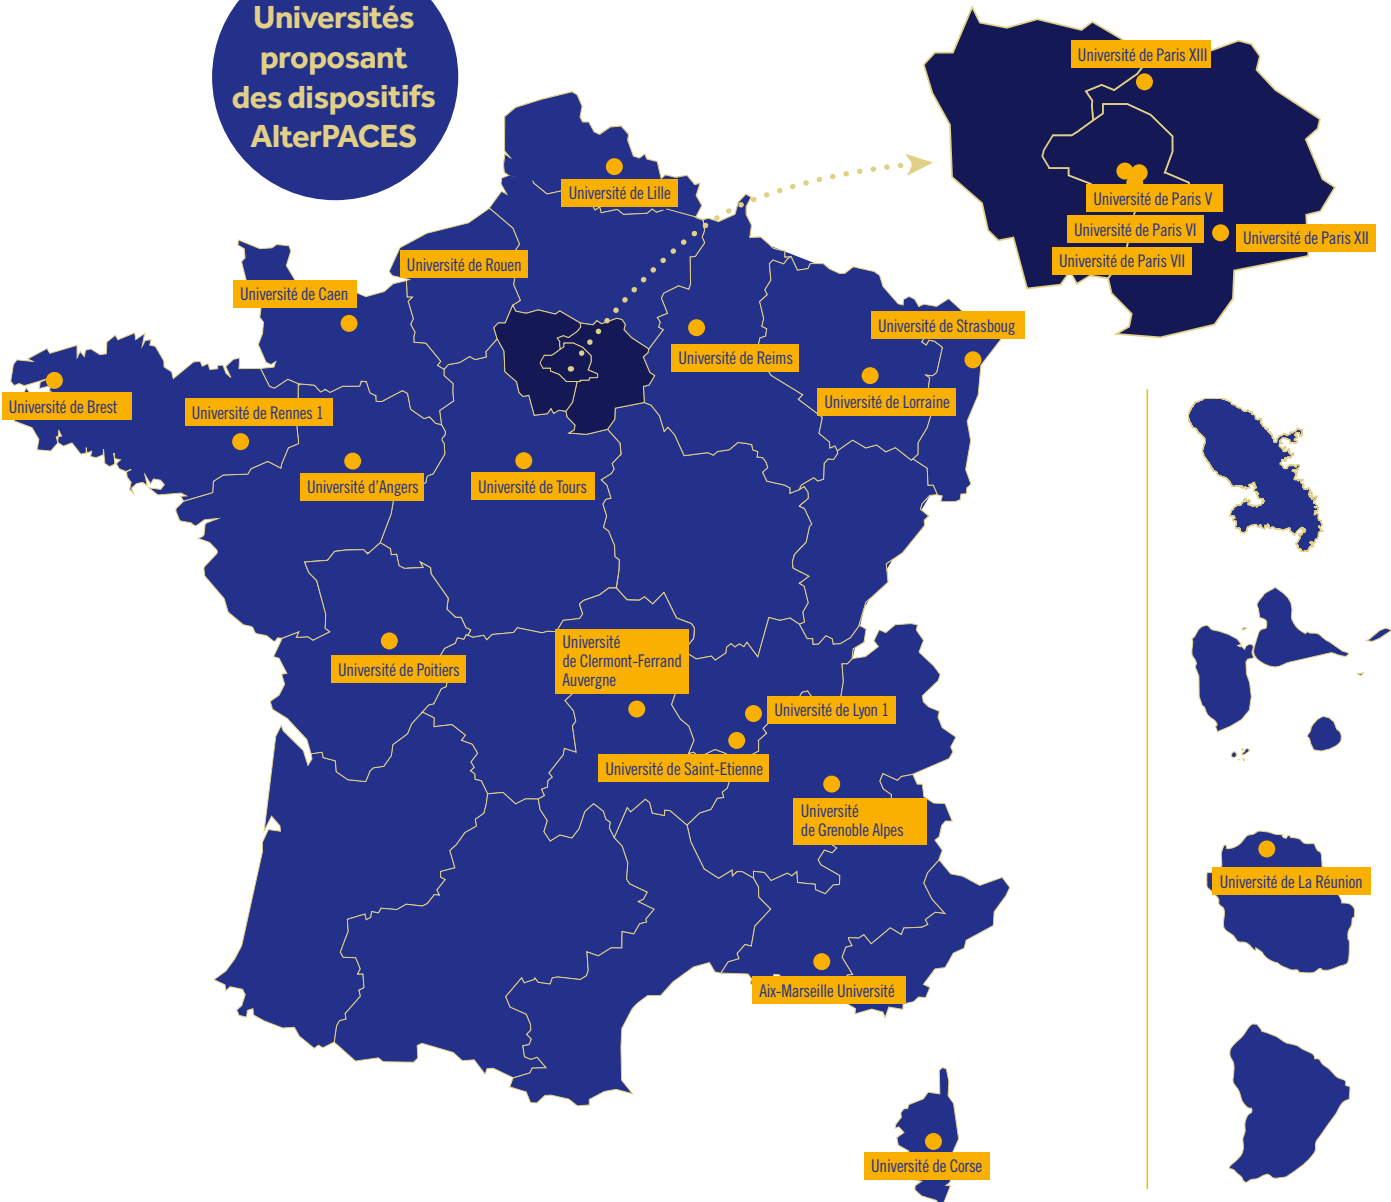 Universités
proposant
des dispositifs
AlterPACES
Université de Paris XIII
Université de Lille
Université de Paris V
Université de Paris VI
Université de Paris XII
Université de Paris VII
Université de Rouen
Université de Caen
Université de Strasboug
Université de Reims
Université de Lorraine
Université de Brest
Université de Rennes 1
Université d'Angers
Université de Tours
Université
de Clermont-Ferrand
Auvergne
Université de Poitiers
Université de Lyon 1
Université de Saint-Etienne
Université
de Grenoble Alpes
Université de La Réunion
Aix-Marseille Université
Université de Corse